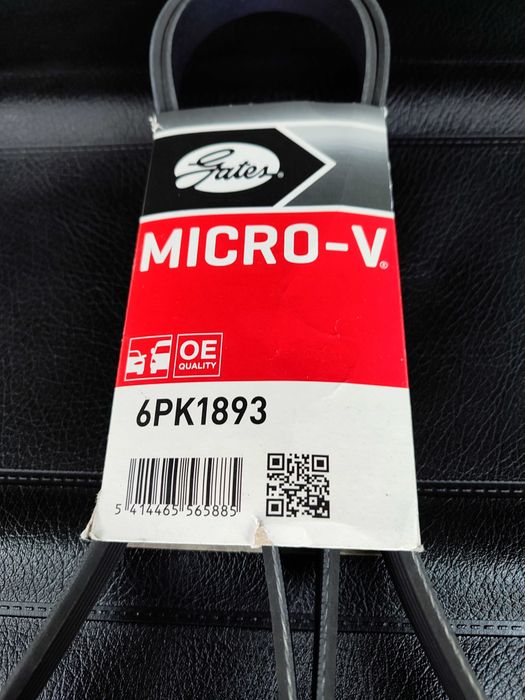 Gates®
MICRO-V®
OE
QUALITY
6PK1893
5 414465 565885